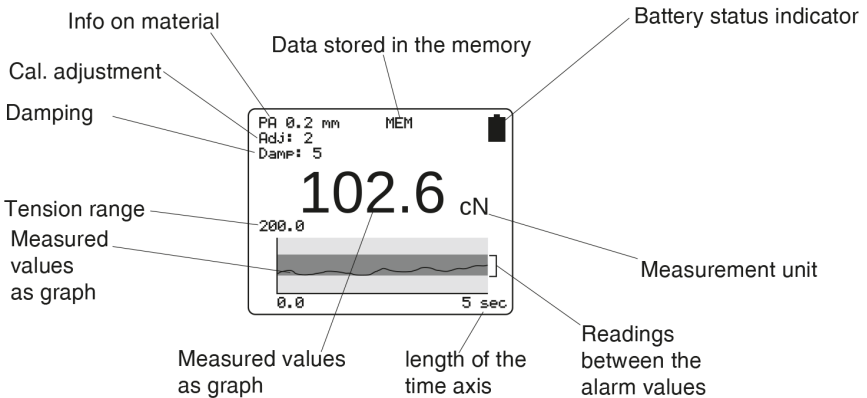 Info on material
Battery status indicator
Data stored in the memory
Cal. adjustment
Damping
PA 0.2 mm
MEM
Adj: 2
Damp: 5
102.6 cN
Tension range
200.0
Measured
values
as graph
Measurement unit
0.0
5 sec
Measured values
as graph
length of the
time axis
Readings
between the
alarm values